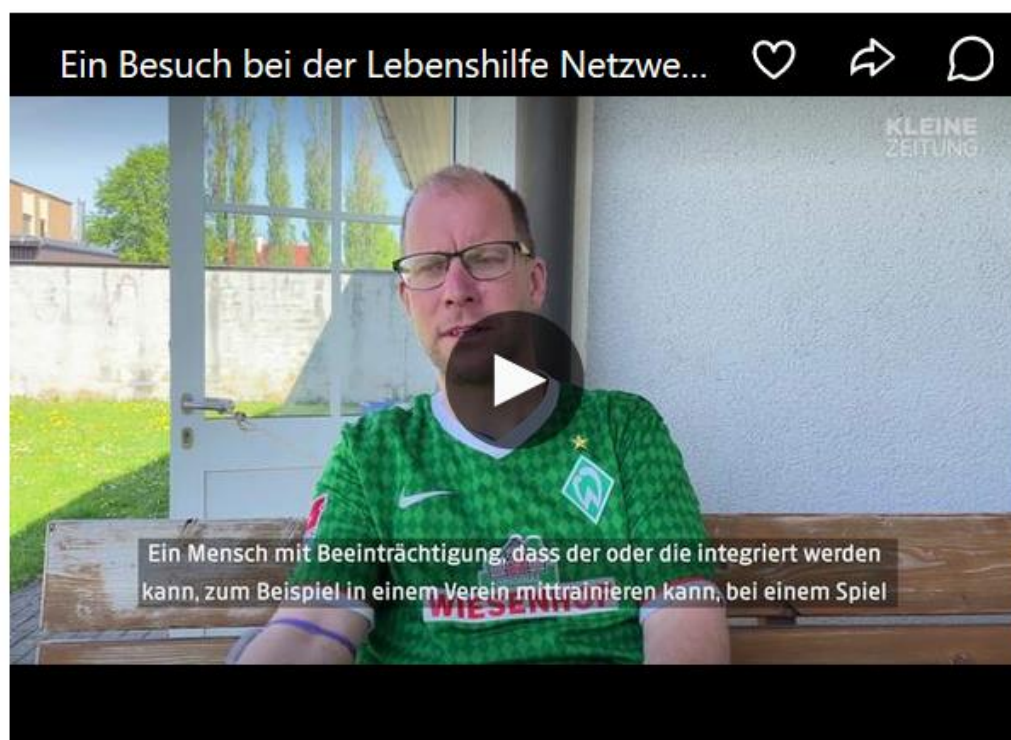 Ein Besuch bei der Lebenshilfe Netzwe...
KLEINE
ZEITUNG
Ein Mensch mit Beeinträchtigung, dass der oder die integriert werden
kann, zum Beispiel in einem Verein mittrainieren kann, bei einem Spiel
WIESENHOF